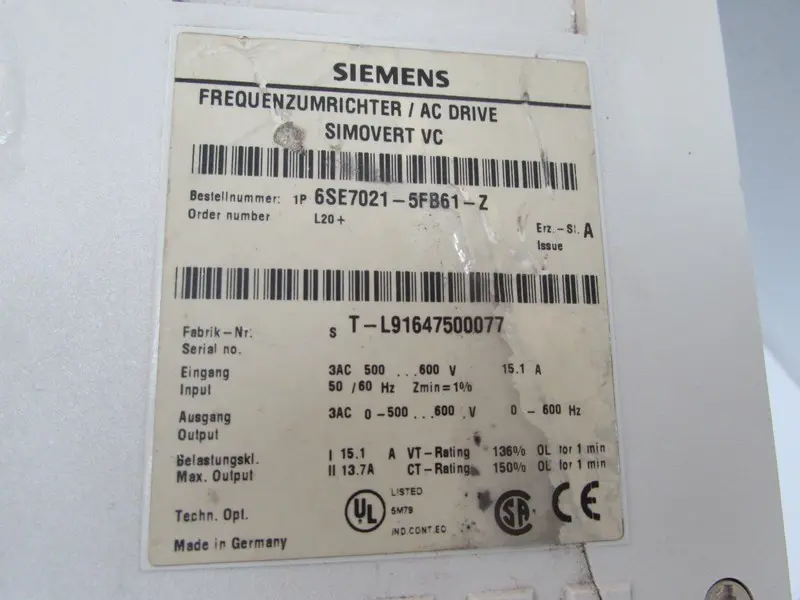 SIEMENS
FREQUENZUMRICHTER / AC DRIVE
SIMOVERT VC
Bestellnummer: 1P 6SE7021-5FB61-Z
Order number L20+
Erz.-St. A
Issue
Fabrik-Nr. S T-L91647500077
Serial no.
Eingang 3AC 500 ...600 V 15.1 A
Input 50/60 Hz Zmin=1%
Ausgang 3AC 0-500 ...600 V 0-600 Hz
Output
Belastungskl. I 15.1 A VT-Rating 136% OL for 1 min
Max. Output II 13.7A CT-Rating 150% OL for 1 min
Techn. Opt.
UL LISTED
5M79
IND.CONT.EQ
SA CE
Made in Germany